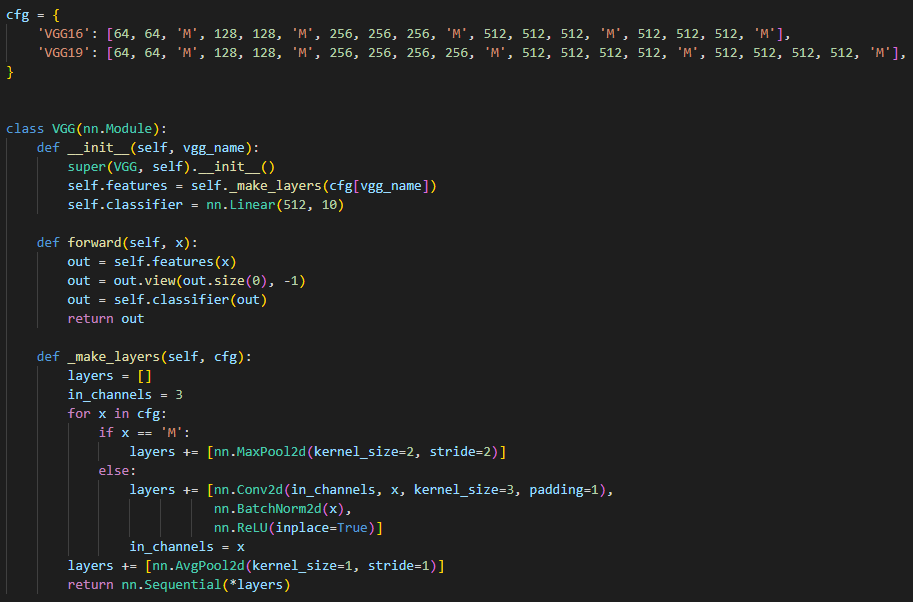 cfg = {
    'VGG16': [64, 64, 'M', 128, 128, 'M', 256, 256, 256, 'M', 512, 512, 512, 'M', 512, 512, 512, 'M'],
    'VGG19': [64, 64, 'M', 128, 128, 'M', 256, 256, 256, 256, 'M', 512, 512, 512, 512, 'M', 512, 512, 512, 512, 'M'],
}
class VGG(nn.Module):
    def __init__(self, vgg_name):
        super(VGG, self).__init__()
        self.features = self._make_layers(cfg[vgg_name])
        self.classifier = nn.Linear(512, 10)
    def forward(self, x):
        out = self.features(x)
        out = out.view(out.size(0), -1)
        out = self.classifier(out)
        return out
    def _make_layers(self, cfg):
        layers = []
        in_channels = 3
        for x in cfg:
            if x == 'M':
                layers += [nn.MaxPool2d(kernel_size=2, stride=2)]
            else:
                layers += [nn.Conv2d(in_channels, x, kernel_size=3, padding=1),
                           nn.BatchNorm2d(x),
                           nn.ReLU(inplace=True)]
                in_channels = x
        layers += [nn.AvgPool2d(kernel_size=1, stride=1)]
        return nn.Sequential(*layers)